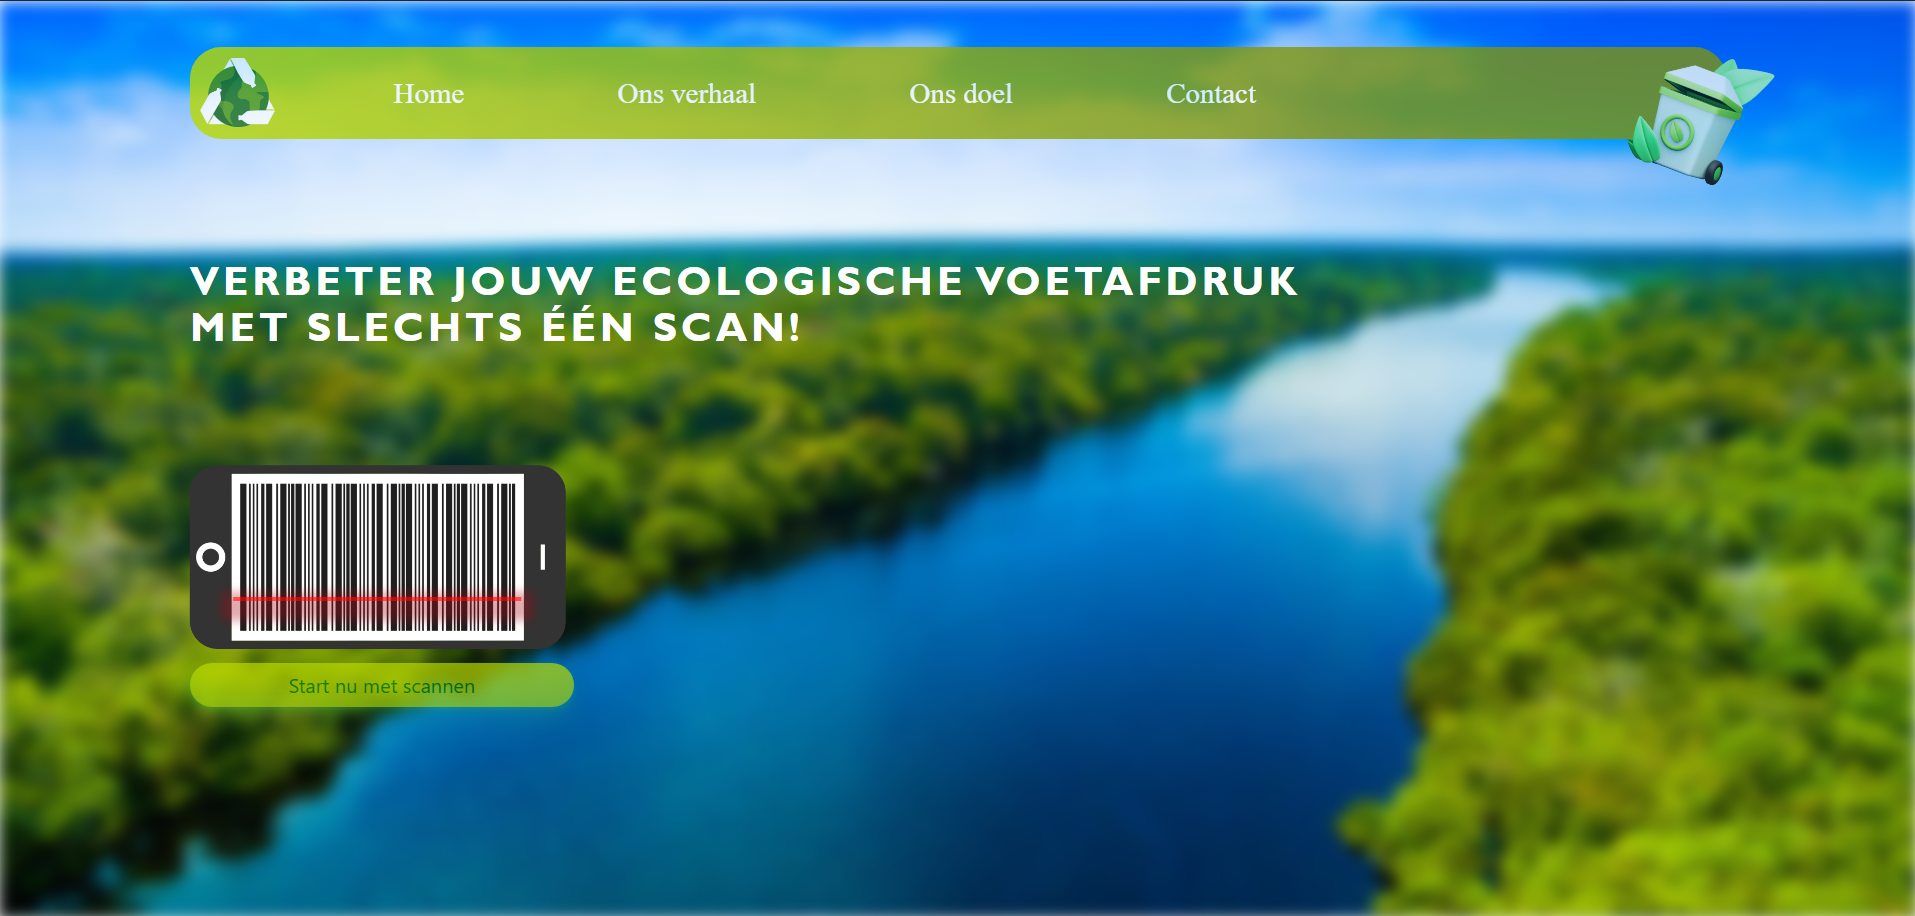 Home
Ons verhaal
Ons doel
Contact
VERBETER JOUW ECOLOGISCHE VOETAFDRUK
MET SLECHTS ÉÉN SCAN!
Start nu met scannen